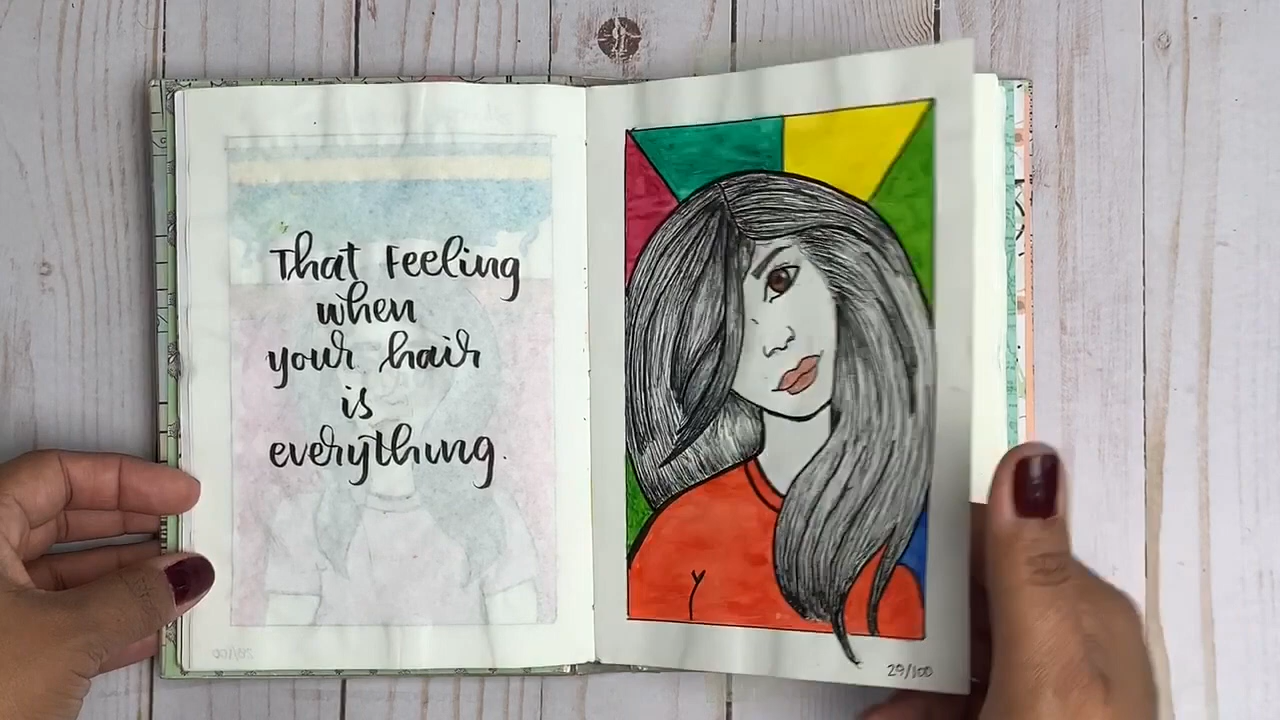 That Feeling
when
your hair
is
everything.
29/100